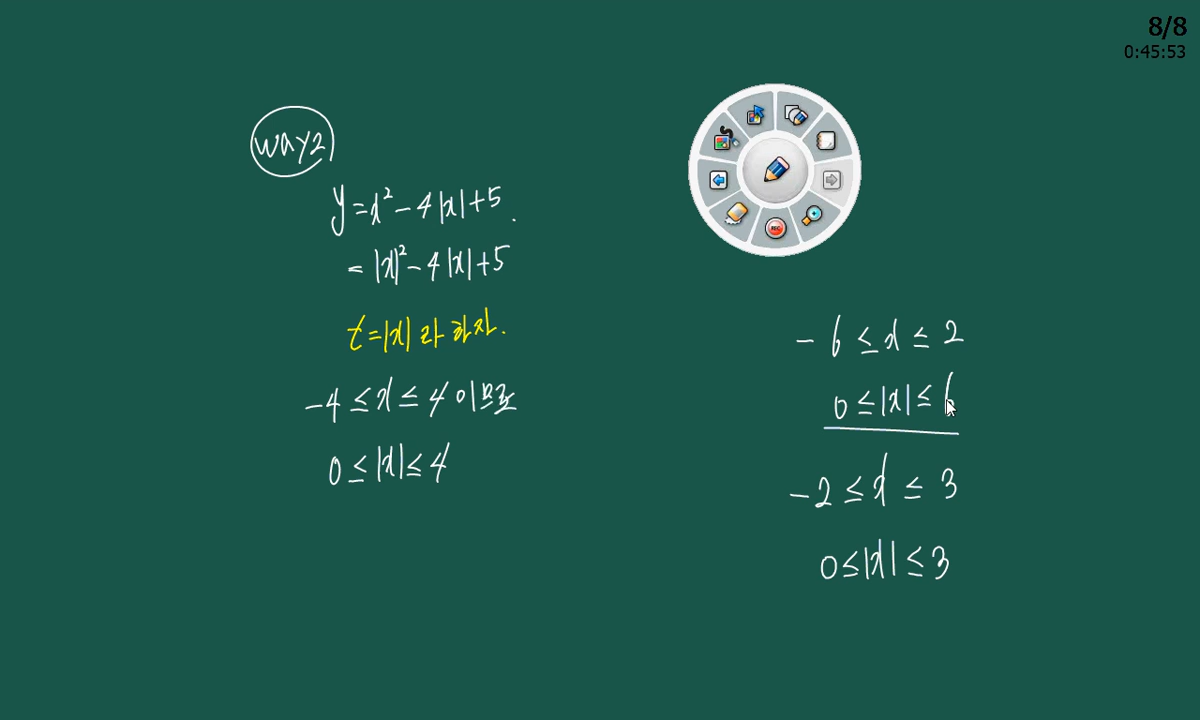 8/8
0:45:53
way2
y=x²-4|x|+5.
=|x|²-4|x|+5
t=|x|라 하자.
-4≤x≤4 이므로
0≤|x|≤4
REC
-6≤x≤2
0≤|x|≤6
-2≤x≤3
0≤|x|≤3